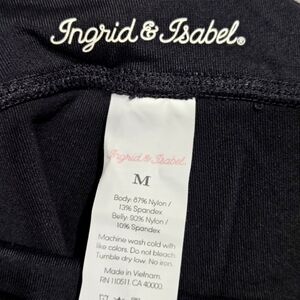 Ingrid & Isabel®
Ingrid & Isabel.
M
Body: 87% Nylon /
13% Spandex
Belly: 90% Nylon /
10% Spandex
Machine wash cold with
like colors. Do not bleach.
Tumble dry low. No iron.
Made in Vietnam.
RN 110511. CA 40000.